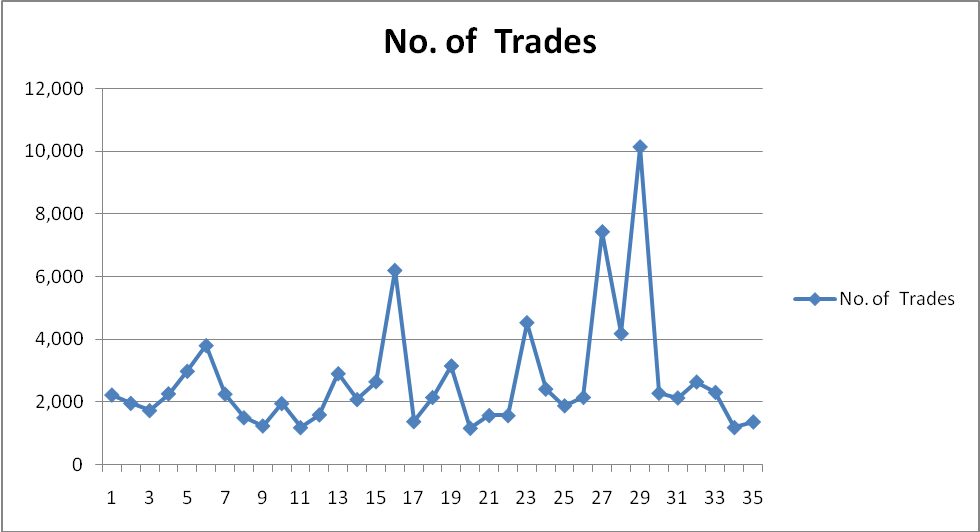 No. of Trades
12,000
10,000
8,000
6,000
4,000
2,000
0
No. of Trades
1 3 5 7 9 11 13 15 17 19 21 23 25 27 29 31 33 35